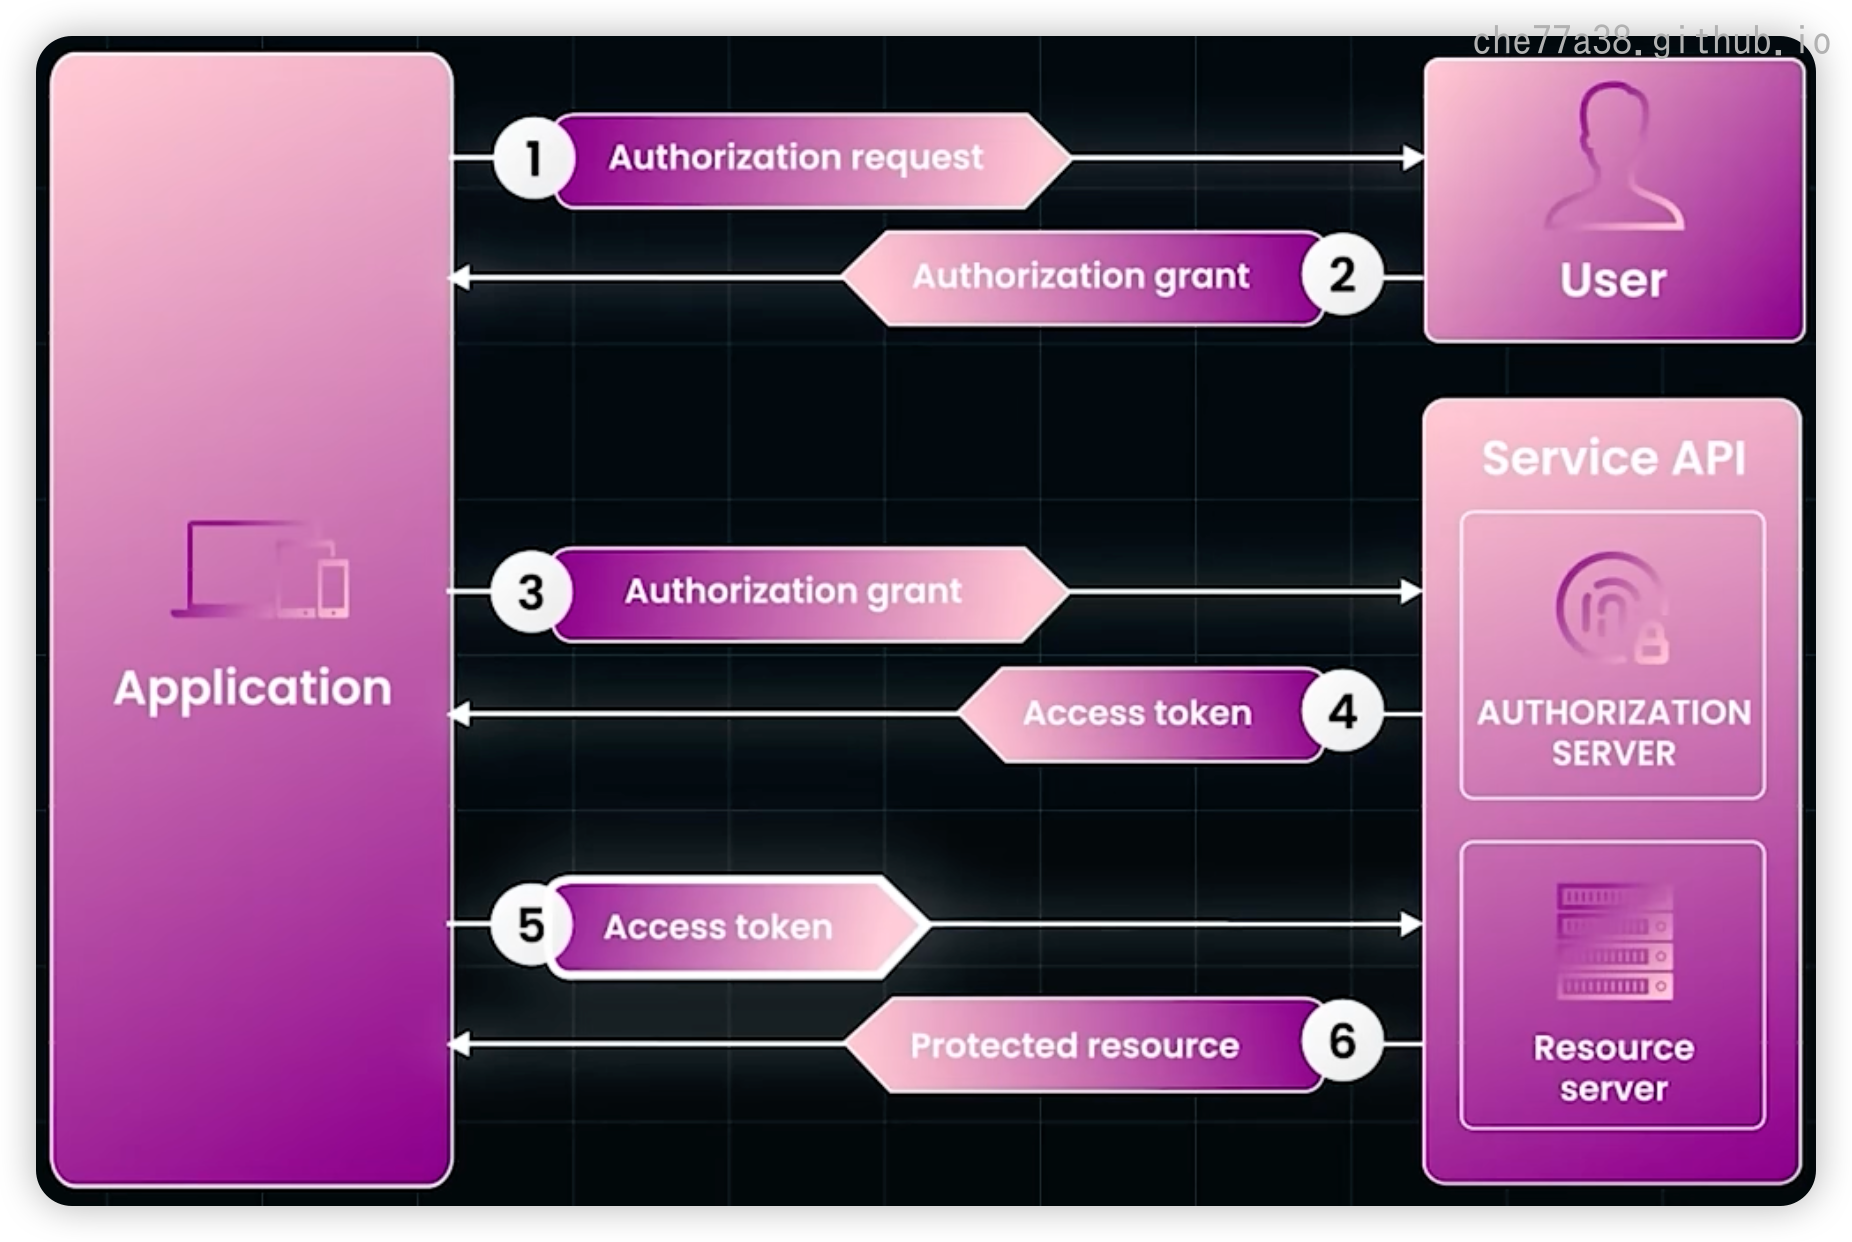 che77a38.github.io
1
Authorization request
2
Authorization grant
User
Service API
3
Authorization grant
4
Access token
AUTHORIZATION
SERVER
Application
5
Access token
6
Protected resource
Resource
server